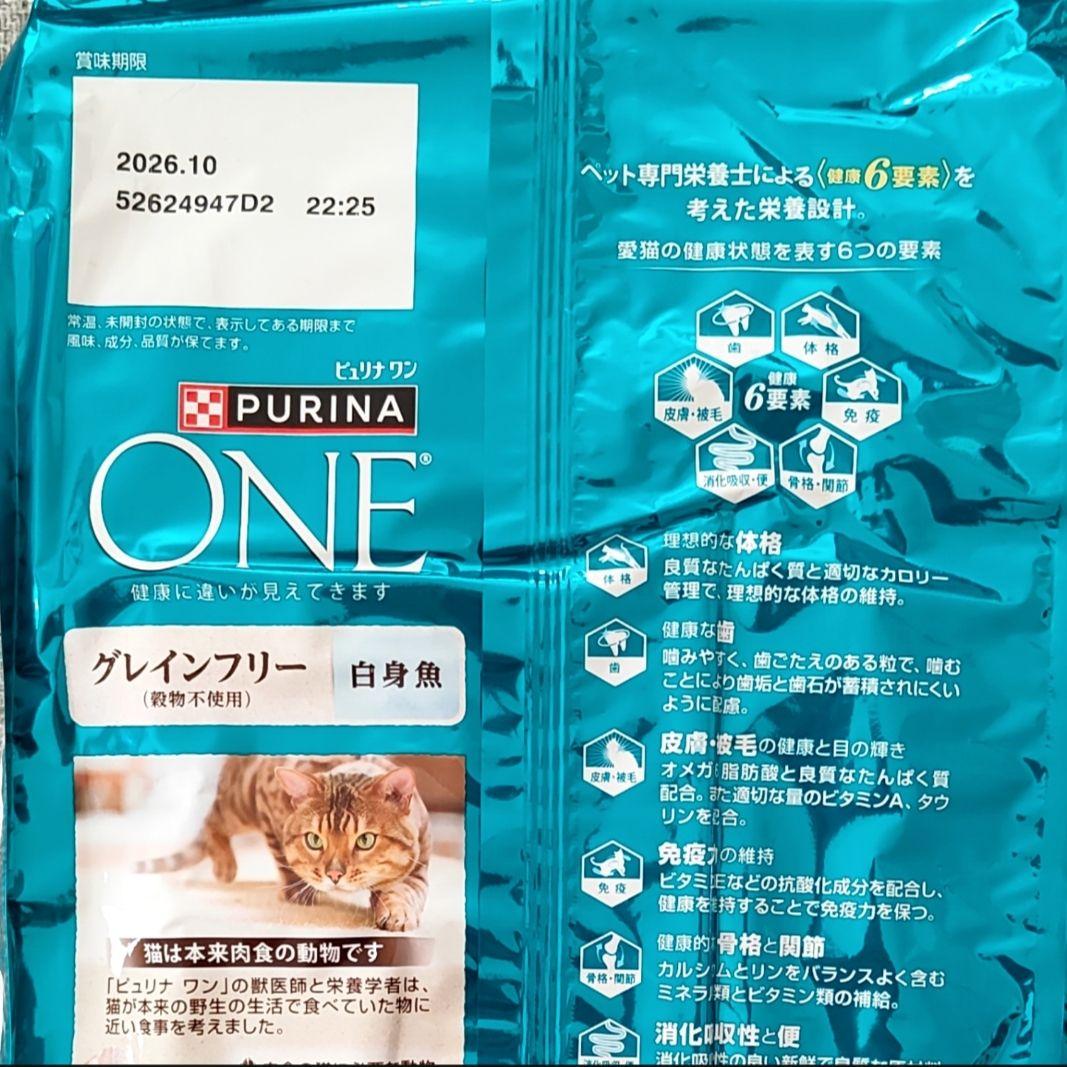 賞味期限
2026.10
52624947D2 22:25
常温、未開封の状態で、表示してある期限まで
風味、成分、品質が保てます。
ピュリナ ワン
PURINA
ONE®
健康に違いが見えてきます
グレインフリー
(穀物不使用)
白身魚
猫は本来肉食の動物です
「ピュリナ ワン」の獣医師と栄養学者は、
猫が本来の野生の生活で食べていた物に
近い食事を考えました。
ペット専門栄養士による〈健康6要素〉を
考えた栄養設計。
愛猫の健康状態を表す6つの要素
歯
体格
皮膚・被毛
健康
6要素
免疫
消化吸収・便
骨格・関節
体格
理想的な体格
良質なたんぱく質と適切なカロリー
管理で、理想的な体格の維持。
歯
健康な歯
噛みやすく、歯ごたえのある粒で、噛む
ことにより歯垢と歯石が蓄積されにくい
ように配慮。
皮膚・被毛
皮膚・被毛の健康と目の輝き
オメガ6脂肪酸と良質なたんぱく質
配合。また適切な量のビタミンA、タウ
リンを配合。
免疫
免疫力の維持
ビタミンEなどの抗酸化成分を配合し、
健康を維持することで免疫力を保つ。
骨格・関節
健康的な骨格と関節
カルシウムとリンをバランスよく含む
ミネラル類とビタミン類の補給。
消化吸収性と便